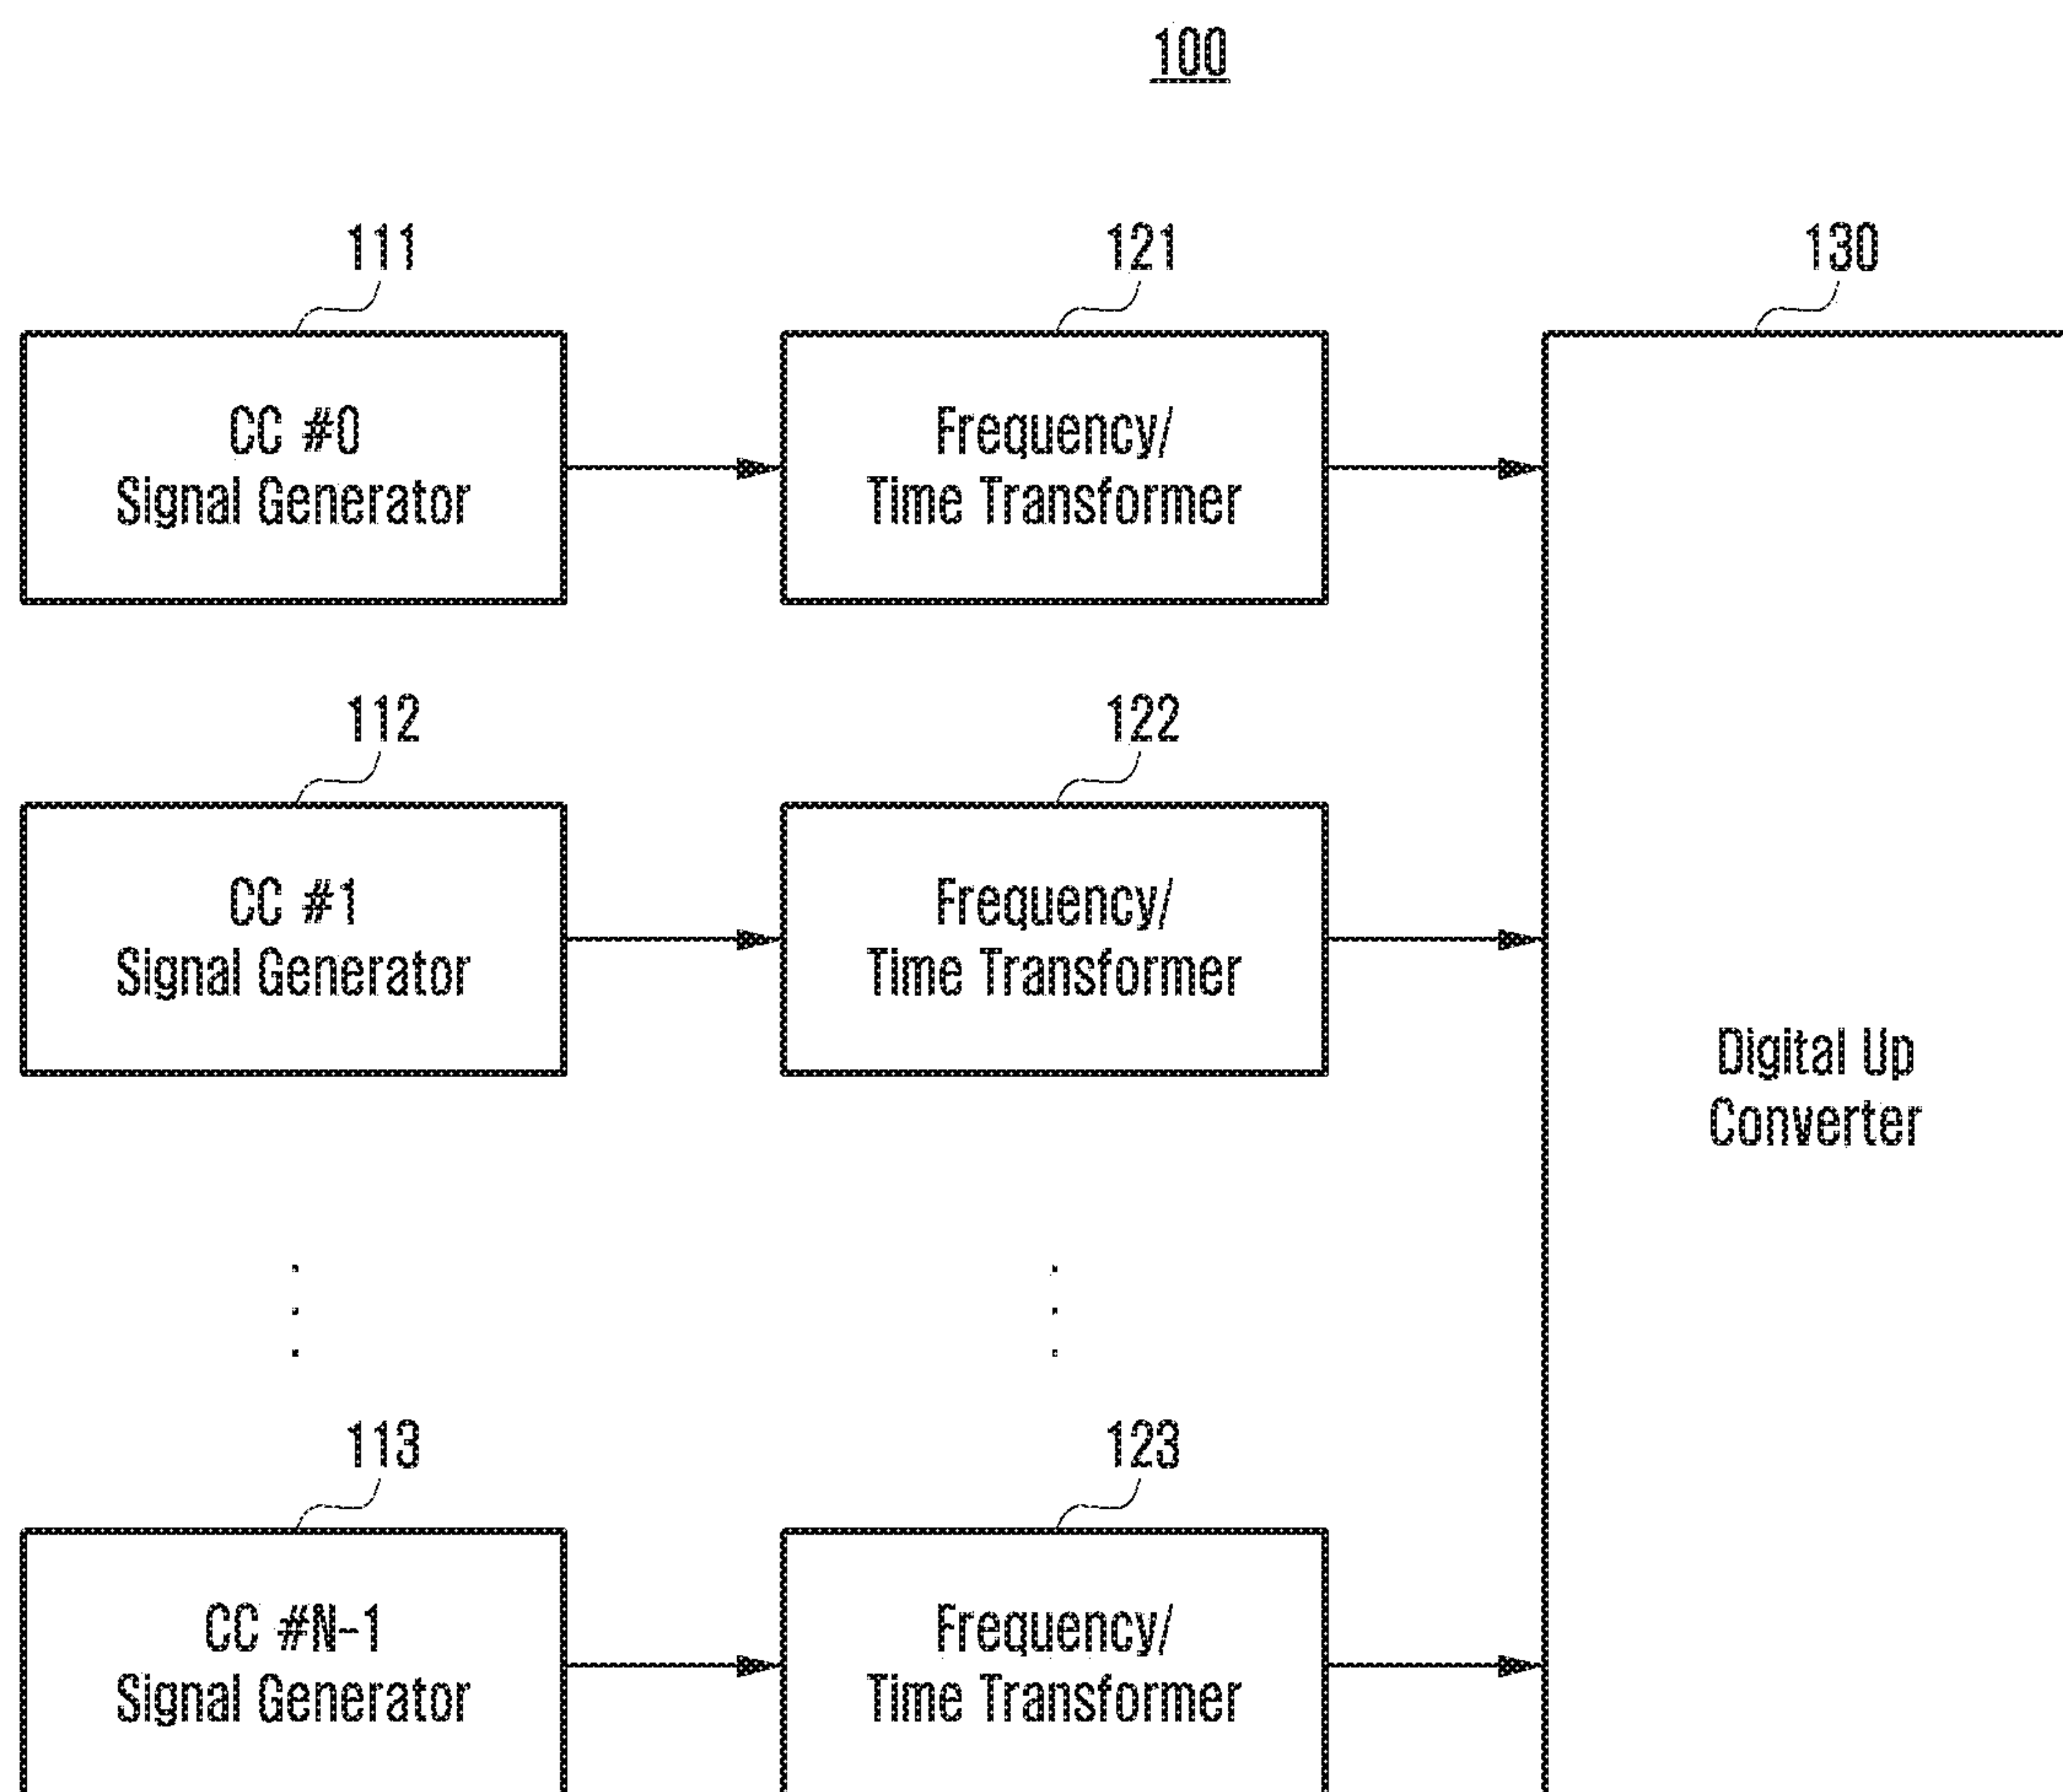 100
111
121
130
CC #0
Signal Generator
Frequency/
Time Transformer
112
122
CC #1
Signal Generator
Frequency/
Time Transformer
Digital Up
Converter
113
123
CC #N-1
Signal Generator
Frequency/
Time Transformer